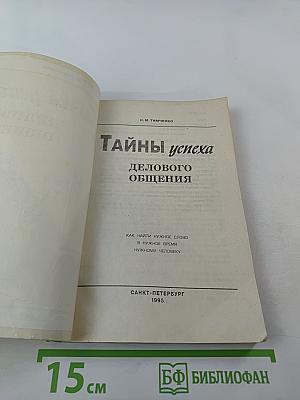 Н. М. ТИМЧЕНКО
ТАЙНЫ успеха
ДЕЛОВОГО
ОБЩЕНИЯ
КАК НАЙТИ НУЖНОЕ СЛОВО
В НУЖНОЕ ВРЕМЯ
НУЖНОМУ ЧЕЛОВЕКУ
САНКТ-ПЕТЕРБУРГ
1995
15 см
БФ БИБЛИОФАН